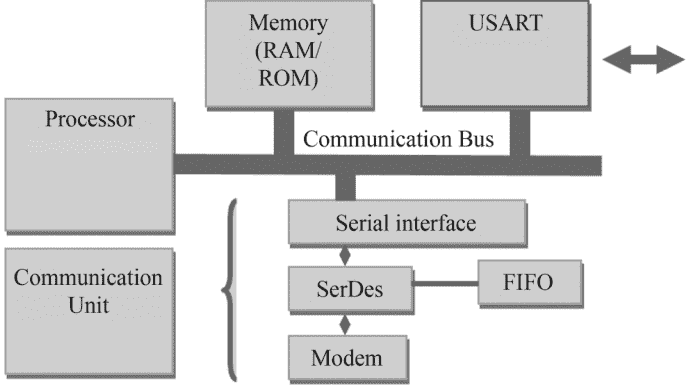 Memory
(RAM/
ROM)
USART
Processor
Communication Bus
Serial interface
Communication
Unit
SerDes
FIFO
Modem